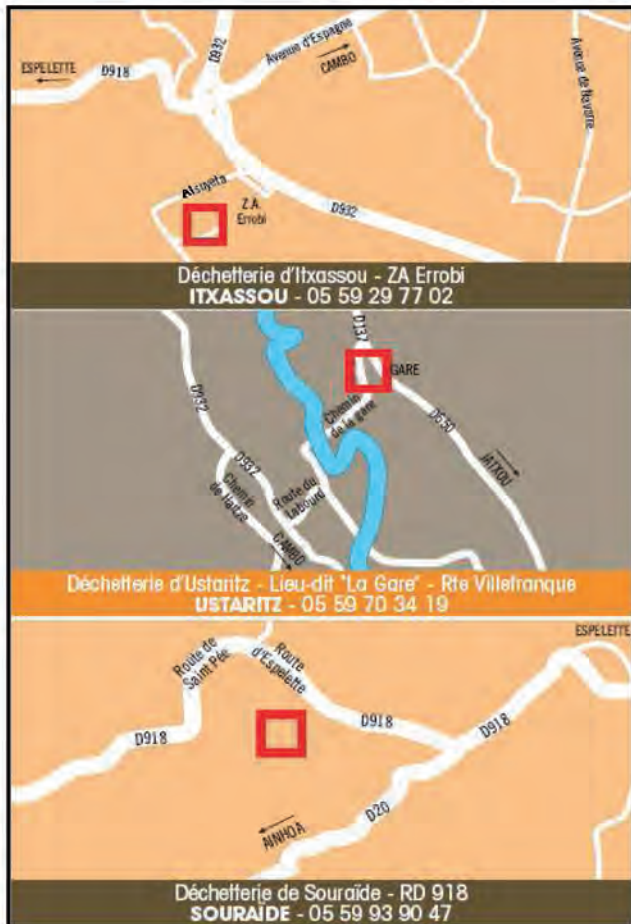 D932
Avenue d'Espagne
CAMBO
Avenue de Navarre
ESPELETTE
D918
Alsuyeta
Z.A.
Errobi
D932
Déchetterie d'Itxassou - ZA Errobi
ITXASSOU - 05 59 29 77 02
D137
GARE
Chemin
de la gare
D932
D650
JATXOU
D932
Chemin
de Haitze
Route du
Labourd
CAMBO
Déchetterie d'Ustaritz - Lieu-dit "La Gare" - Rte Villefranque
USTARITZ - 05 59 70 34 19
ESPELETTE
Route de
Saint Pée
Route
d'Espelette
D918
D918
D918
D20
AINHOA
Déchetterie de Souraïde - RD 918
SOURAÏDE - 05 59 93 90 47